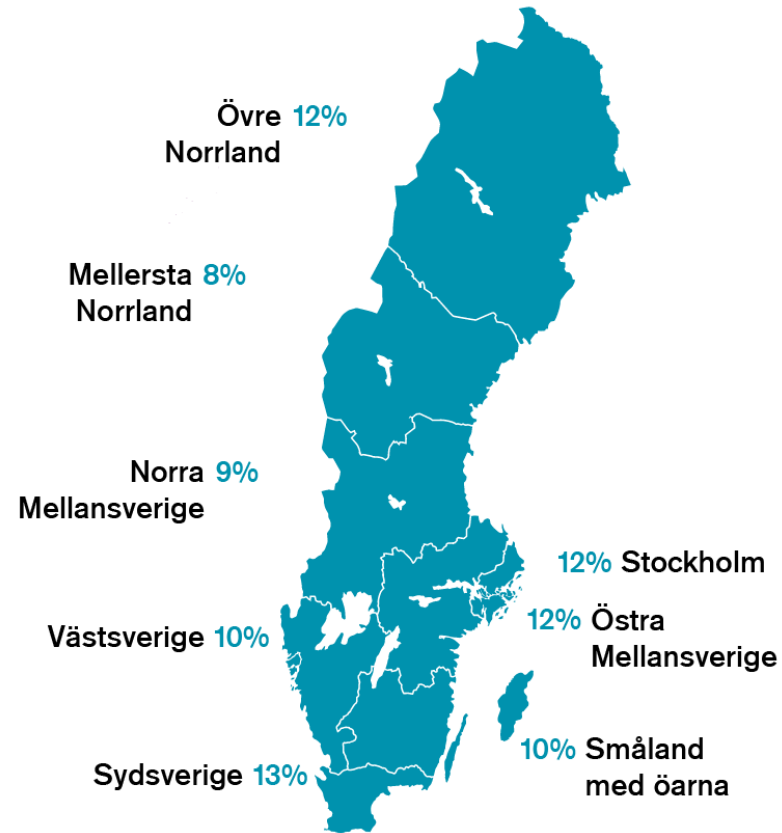 Övre 12%
Norrland
Mellersta 8%
Norrland
Norra 9%
Mellansverige
12% Stockholm
12% Östra
Mellansverige
Västsverige 10%
10% Småland
med öarna
Sydsverige 13%